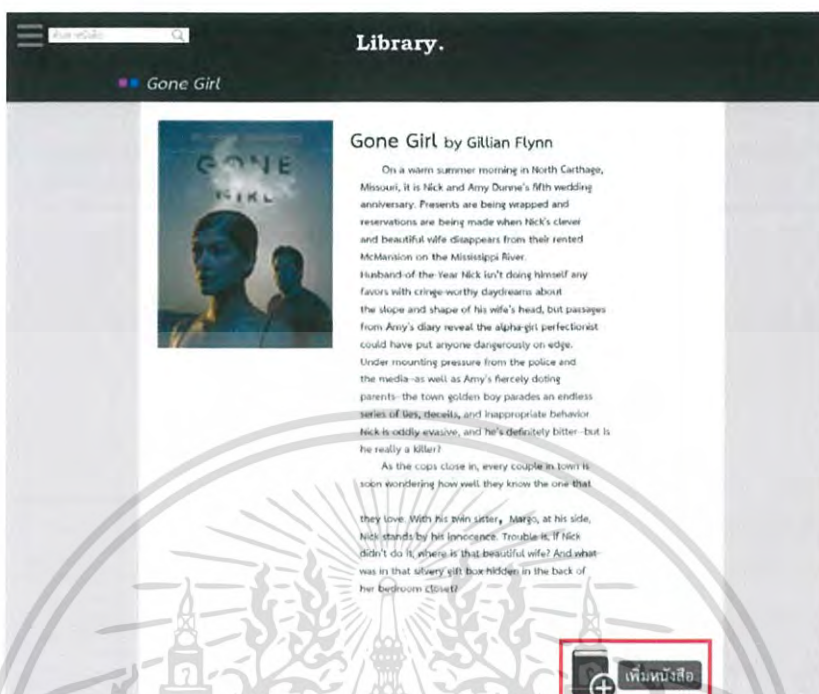 ค้นหา หนังสือ
Library.
Gone Girl
GONE
GIRL
Gone Girl by Gillian Flynn
On a warm summer morning in North Carthage,
Missouri, it is Nick and Amy Dunne's fifth wedding
anniversary. Presents are being wrapped and
reservations are being made when Nick's clever
and beautiful wife disappears from their rented
McMansion on the Mississippi River.
Husband-of-the-Year Nick isn't doing himself any
favors with cringe-worthy daydreams about
the slope and shape of his wife's head, but passages
from Amy's diary reveal the alpha-girl perfectionist
could have put anyone dangerously on edge.
Under mounting pressure from the police and
the media--as well as Amy's fiercely doting
parents--the town golden boy parades an endless
series of lies, deceits, and inappropriate behavior
Nick is oddly evasive, and he's definitely bitter--but is
he really a killer?
As the cops close in, every couple in town is
soon wondering how well they know the one that
they love. With his twin sister, Margo, at his side,
Nick stands by his innocence. Trouble is, if Nick
didn't do it, where is that beautiful wife? And what
was in that silvery gift box hidden in the back of
her bedroom closet?
เพิ่มหนังสือ